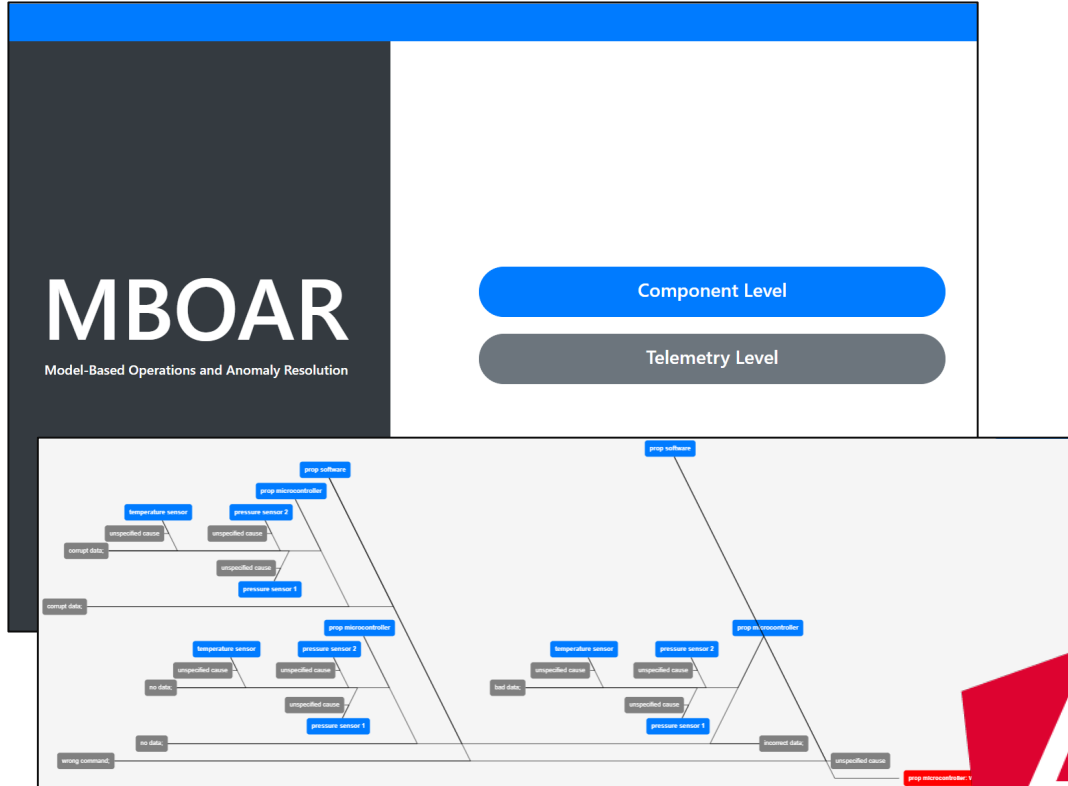 Component Level
Telemetry Level
MBOAR
Model-Based Operations and Anomaly Resolution
prop software
prop software
prop microcontroller
temperature sensor
pressure sensor 2
unspecified cause
unspecified cause
corrupt data;
unspecified cause
pressure sensor 1
corrupt data;
prop microcontroller
prop microcontroller
temperature sensor
pressure sensor 2
temperature sensor
pressure sensor 2
unspecified cause
unspecified cause
unspecified cause
unspecified cause
no data;
bad data;
unspecified cause
unspecified cause
pressure sensor 1
pressure sensor 1
no data;
incorrect data;
wrong command;
unspecified cause
prop microcontroller: